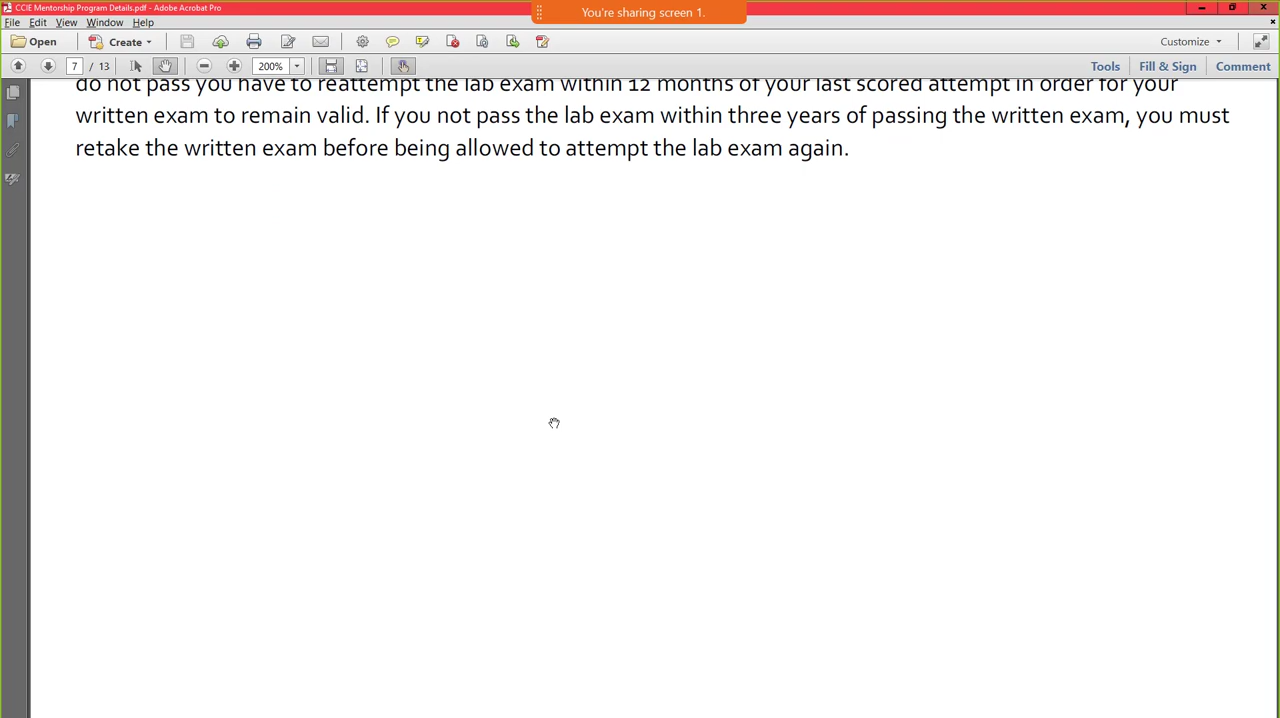 CCIE Mentorship Program Details.pdf - Adobe Acrobat Pro
You're sharing screen 1.
File Edit View Window Help
Open Create Customize
7 / 13 200% Tools Fill & Sign Comment
do not pass you have to reattempt the lab exam within 12 months of your last scored attempt in order for your
written exam to remain valid. If you not pass the lab exam within three years of passing the written exam, you must
retake the written exam before being allowed to attempt the lab exam again.